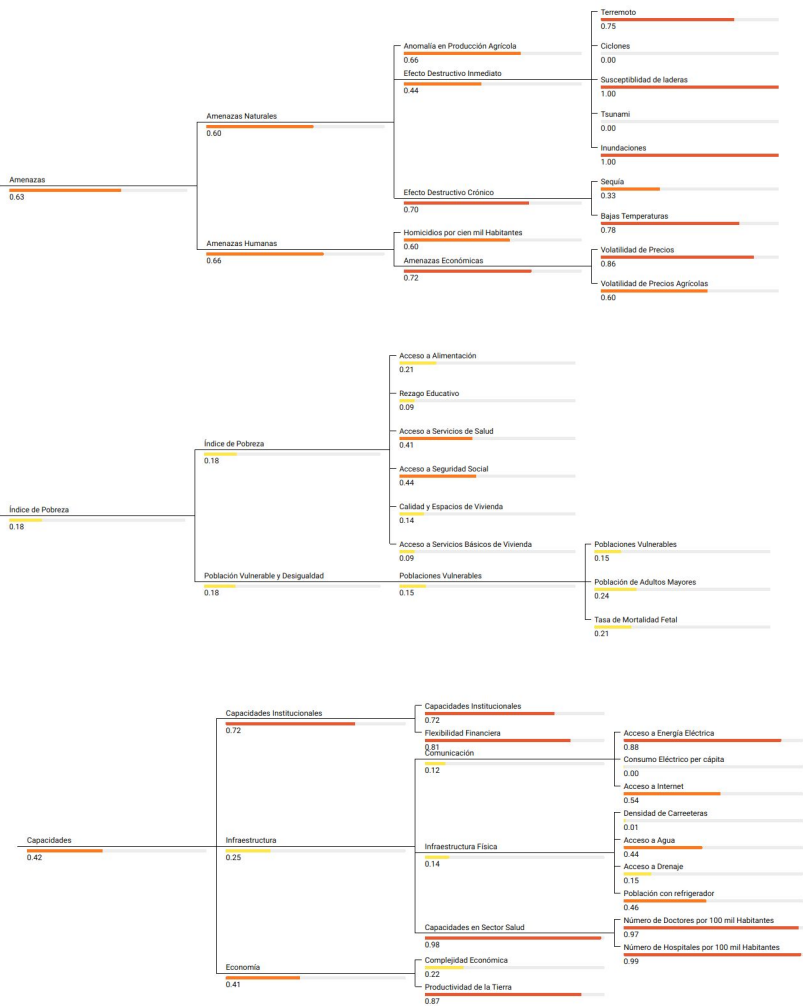 Terremoto
0.75
Anomalía en Producción Agrícola
0.66
Ciclones
0.00
Efecto Destructivo Inmediato
0.44
Susceptiblidad de laderas
1.00
Amenazas Naturales
0.60
Tsunami
0.00
Inundaciones
1.00
Amenazas
0.63
Efecto Destructivo Crónico
0.70
Sequía
0.33
Bajas Temperaturas
0.78
Amenazas Humanas
0.66
Homicidios por cien mil Habitantes
0.60
Amenazas Económicas
0.72
Volatilidad de Precios
0.86
Volatilidad de Precios Agrícolas
0.60
Acceso a Alimentación
0.21
Rezago Educativo
0.09
Índice de Pobreza
0.18
Acceso a Servicios de Salud
0.41
Acceso a Seguridad Social
0.44
Índice de Pobreza
0.18
Calidad y Espacios de Vivienda
0.14
Acceso a Servicios Básicos de Vivienda
0.09
Población Vulnerable y Desigualdad
0.18
Poblaciones Vulnerables
0.15
Poblaciones Vulnerables
0.15
Población de Adultos Mayores
0.24
Tasa de Mortalidad Fetal
0.21
Capacidades Institucionales
0.72
Capacidades Institucionales
0.72
Flexibilidad Financiera
0.81
Comunicación
0.12
Acceso a Energía Eléctrica
0.88
Consumo Eléctrico per cápita
0.00
Acceso a Internet
0.54
Capacidades
0.42
Infraestructura
0.25
Infraestructura Física
0.14
Densidad de Carreeteras
0.01
Acceso a Agua
0.44
Acceso a Drenaje
0.15
Población con refrigerador
0.46
Capacidades en Sector Salud
0.98
Número de Doctores por 100 mil Habitantes
0.97
Número de Hospitales por 100 mil Habitantes
0.99
Economía
0.41
Complejidad Económica
0.22
Productividad de la Tierra
0.87